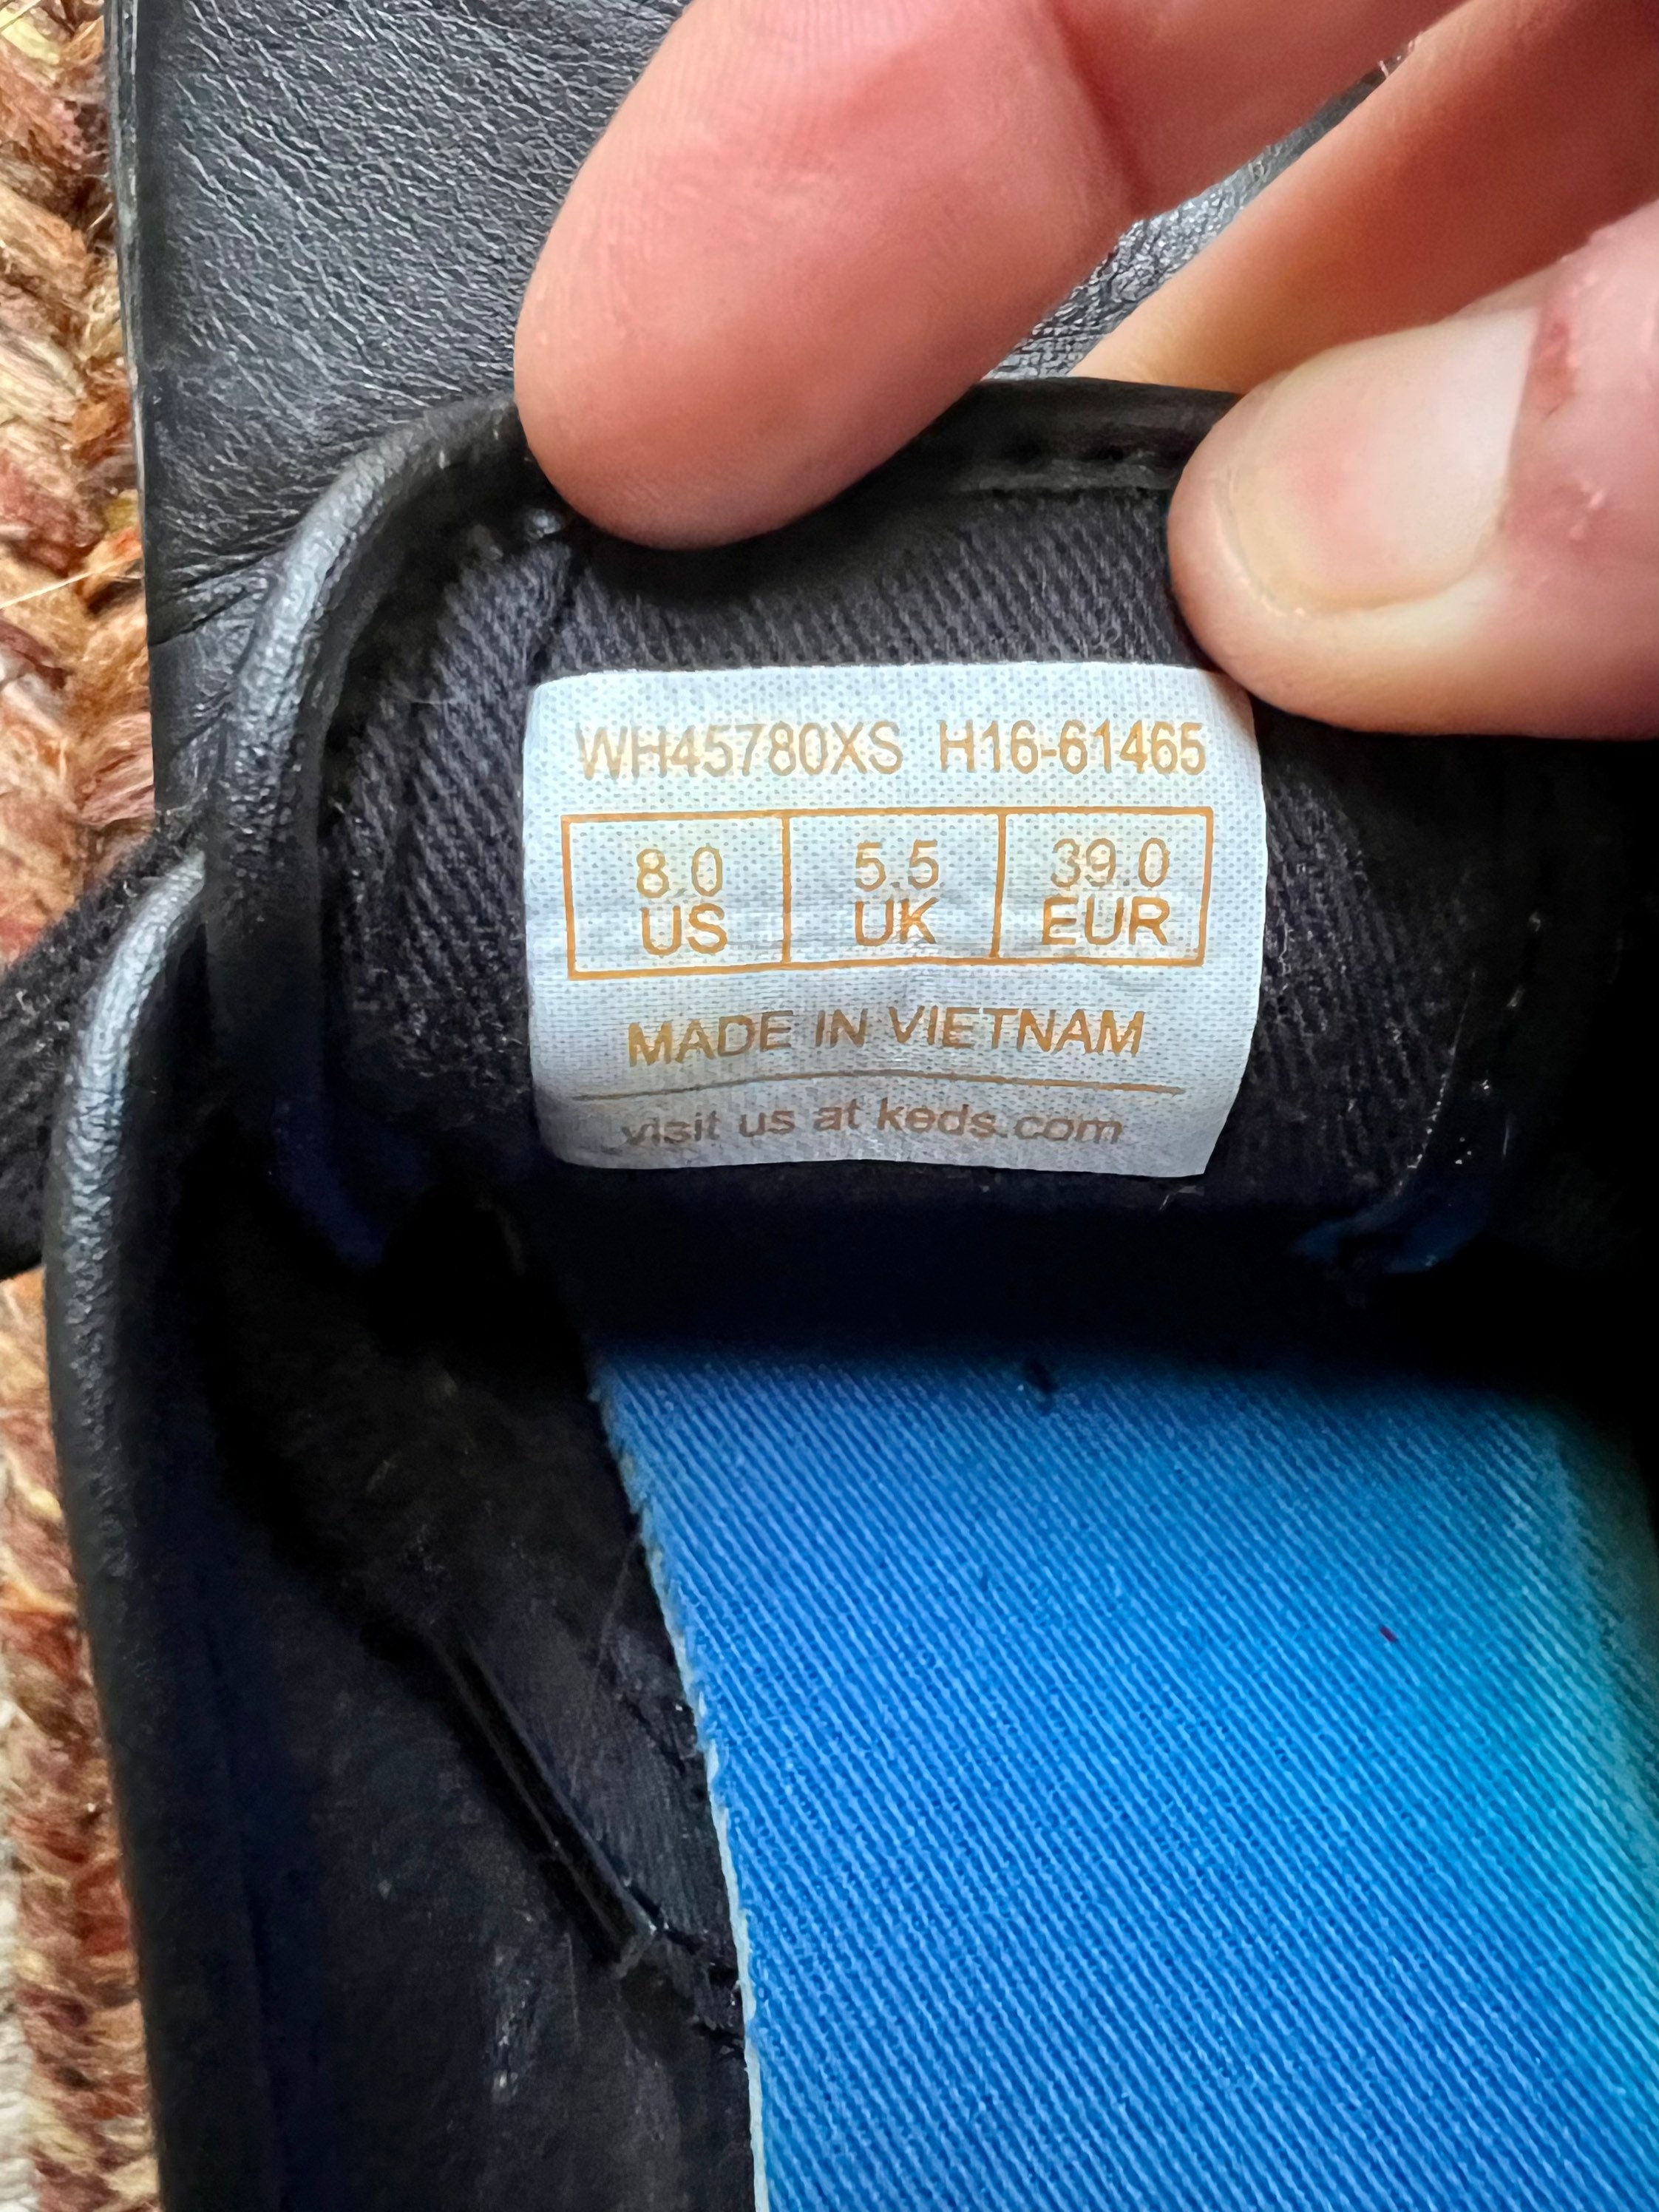 WH45780XS H16-61465
8.0 5.5 39.0
US UK EUR
MADE IN VIETNAM
visit us at keds.com